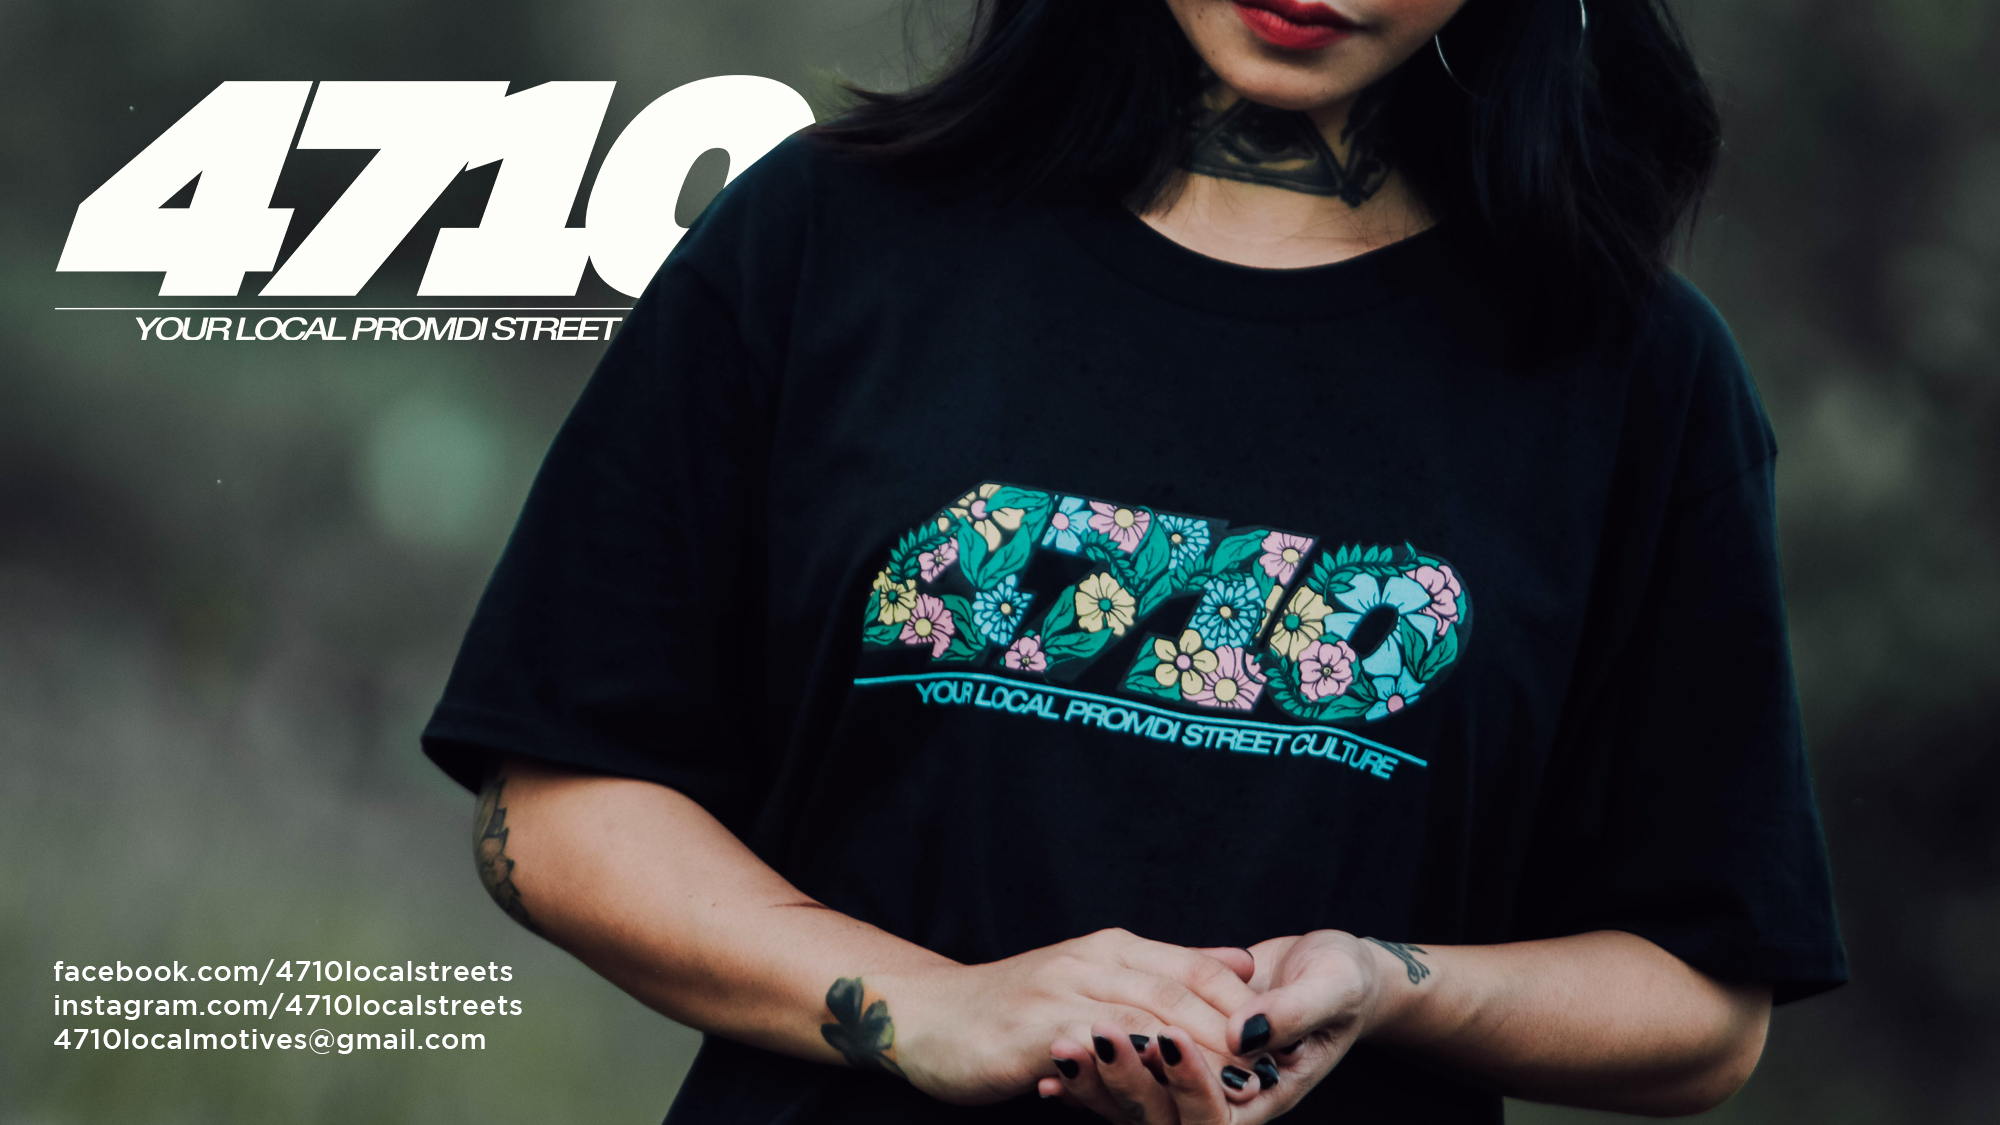 4710
YOUR LOCAL PROMDI STREET
4710
YOUR LOCAL PROMDI STREET CULTURE
facebook.com/4710localstreets
instagram.com/4710localstreets
4710localmotives@gmail.com